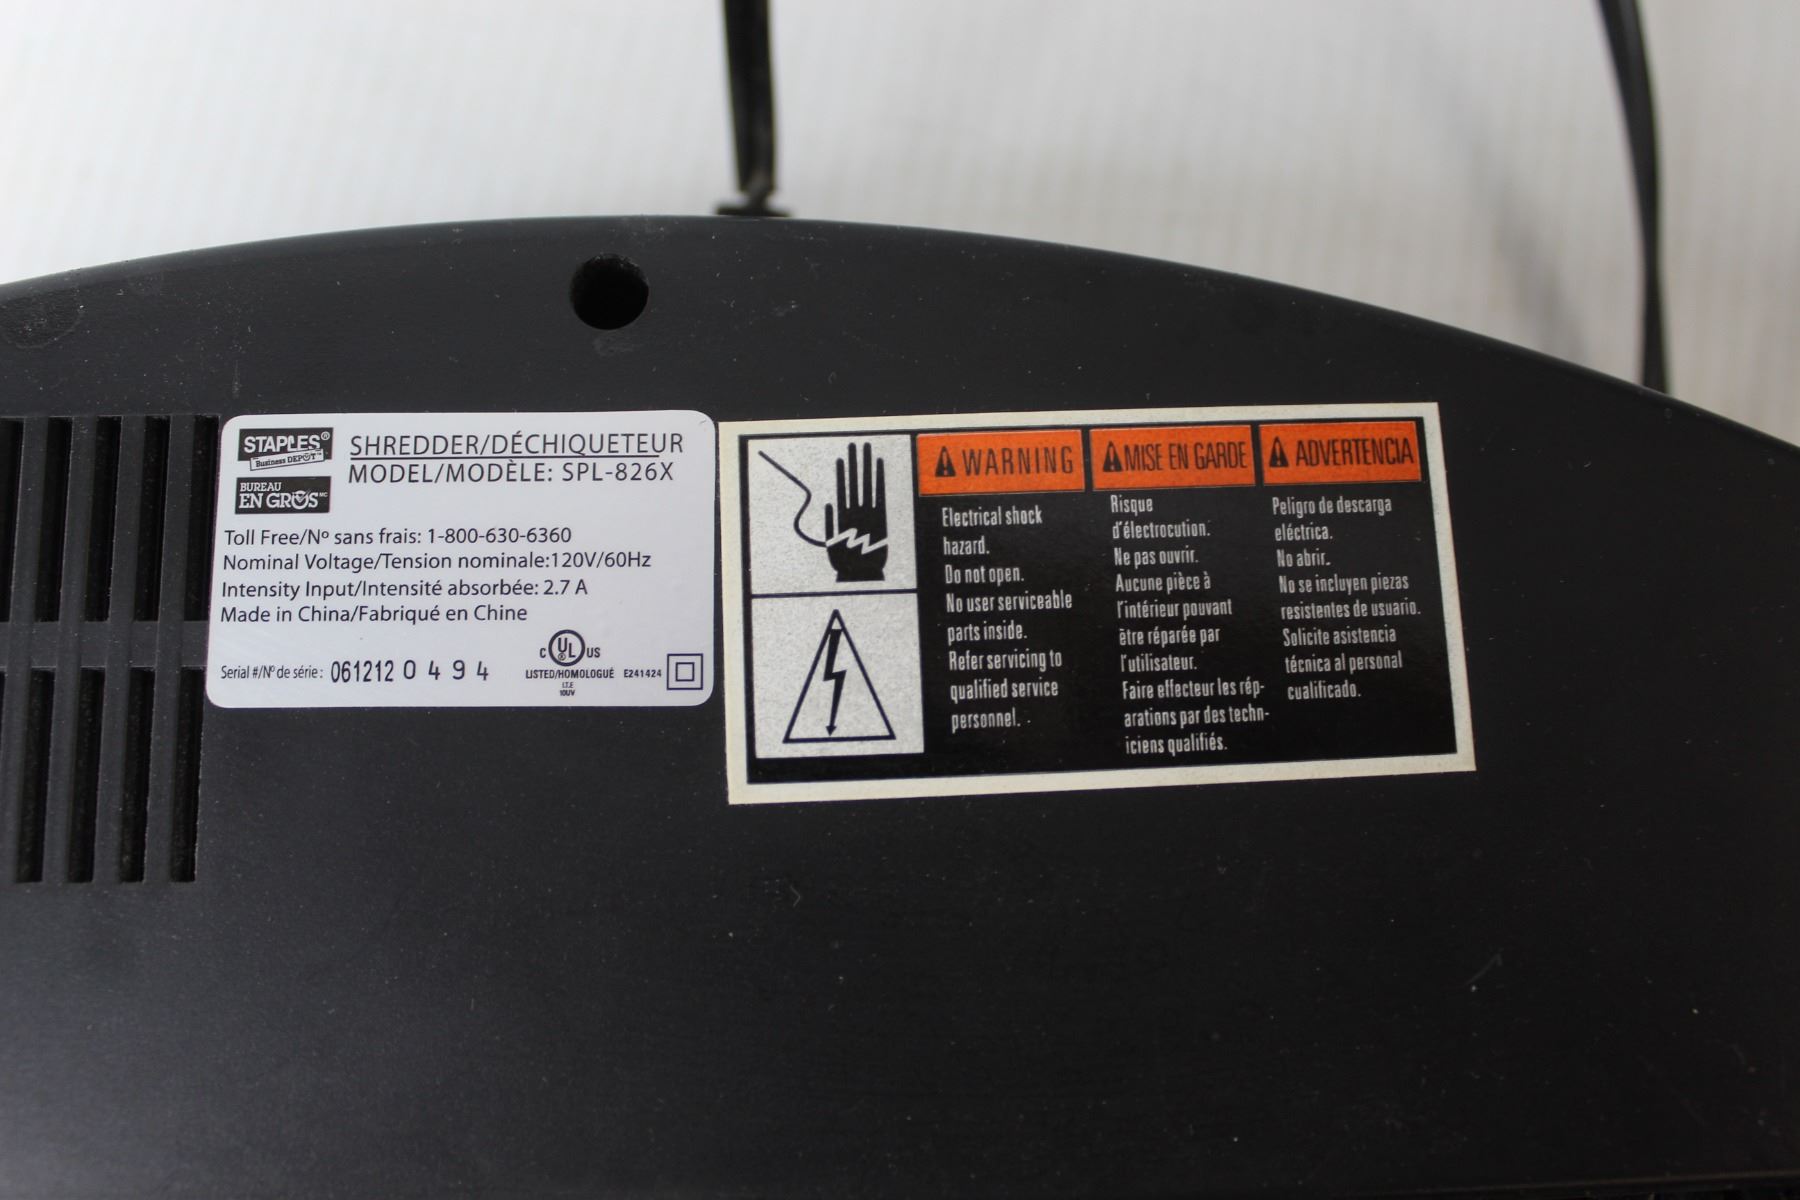 STAPLES®
Business DEPOT™
BUREAU
EN GROS MC
SHREDDER/DÉCHIQUETEUR
MODEL/MODÈLE: SPL-826X
Toll Free/Nº sans frais: 1-800-630-6360
Nominal Voltage/Tension nominale:120V/60Hz
Intensity Input/Intensité absorbée: 2.7 A
Made in China/Fabriqué en Chine
Serial #/Nº de série: 061212 0 4 9 4
C UL® US
LISTED/HOMOLOGUÉ E241424
I.T.E
10UV
WARNING
Electrical shock
hazard.
Do not open.
No user serviceable
parts inside.
Refer servicing to
qualified service
personnel.
MISE EN GARDE
Risque
d'électrocution.
Ne pas ouvrir.
Aucune pièce à
l'intérieur pouvant
être réparée par
l'utilisateur.
Faire effecteur les rép-
arations par des techn-
iciens qualifiés.
ADVERTENCIA
Peligro de descarga
eléctrica.
No abrir.
No se incluyen piezas
resistentes de usuario.
Solicite asistencia
técnica al personal
cualificado.